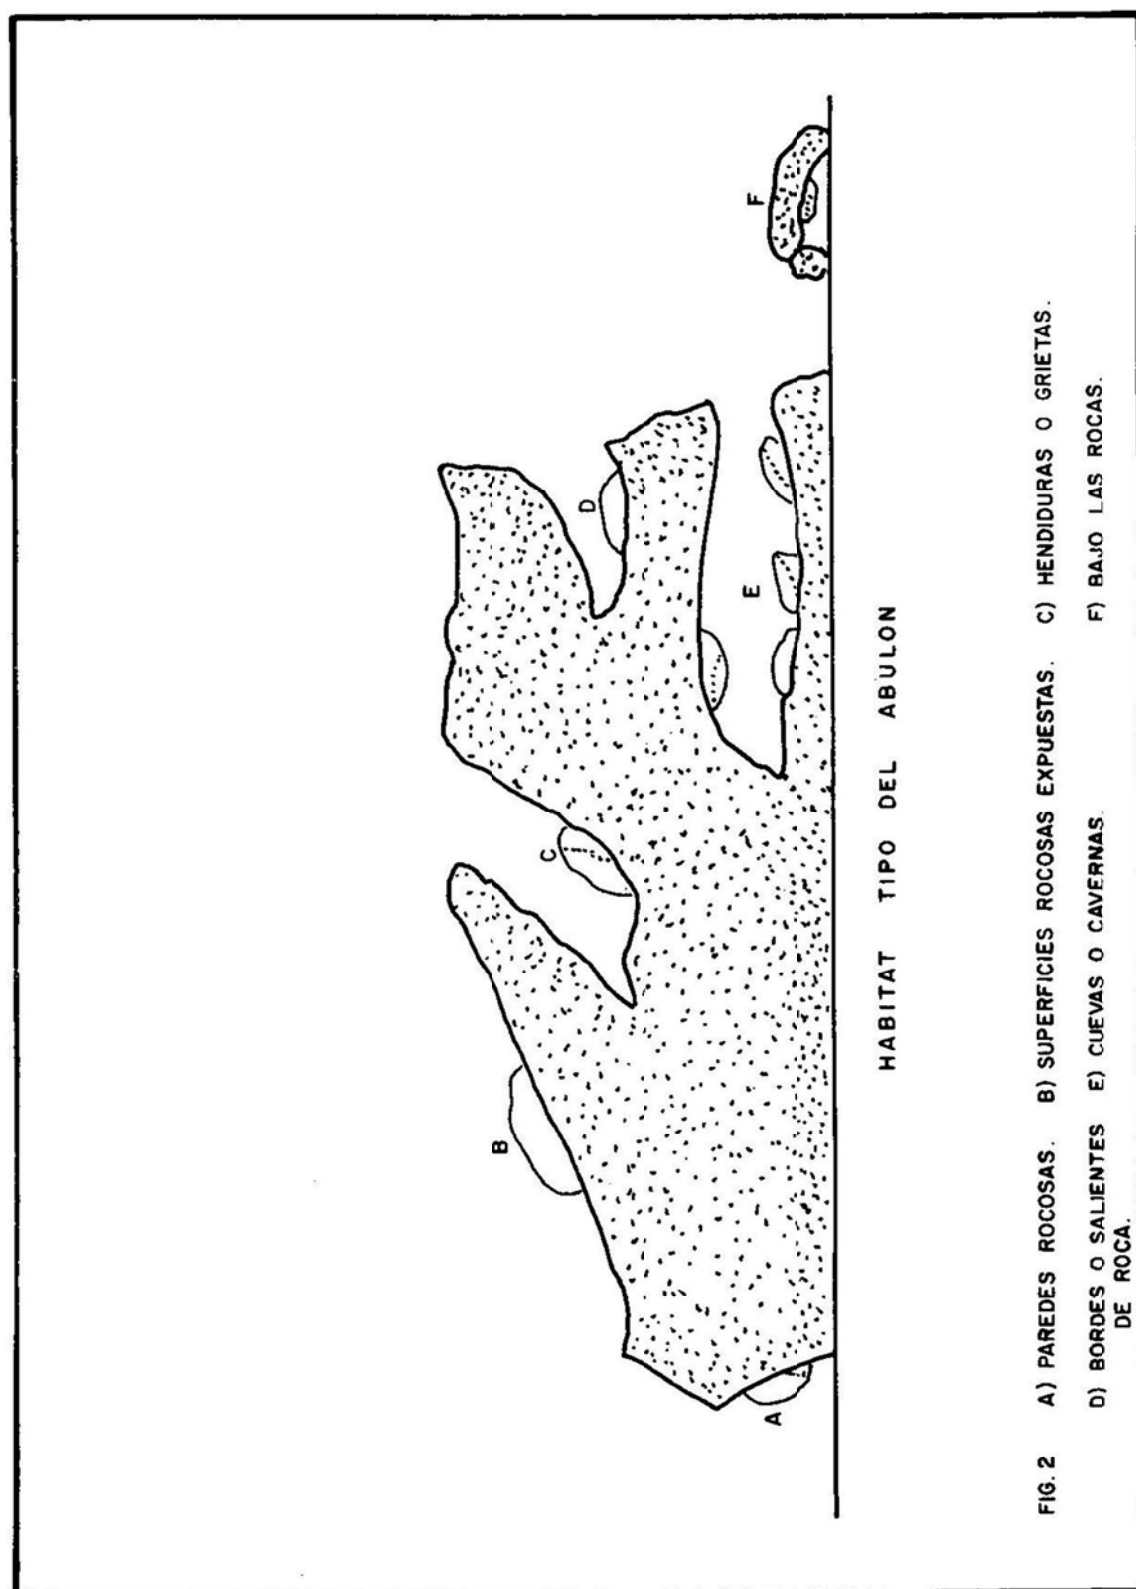 B
C
D
F
E
A
HABITAT TIPO DEL ABULON
FIG. 2 A) PAREDES ROCOSAS. B) SUPERFICIES ROCOSAS EXPUESTAS. C) HENDIDURAS O GRIETAS.
D) BORDES O SALIENTES E) CUEVAS O CAVERNAS. F) BAJO LAS ROCAS.
DE ROCA.